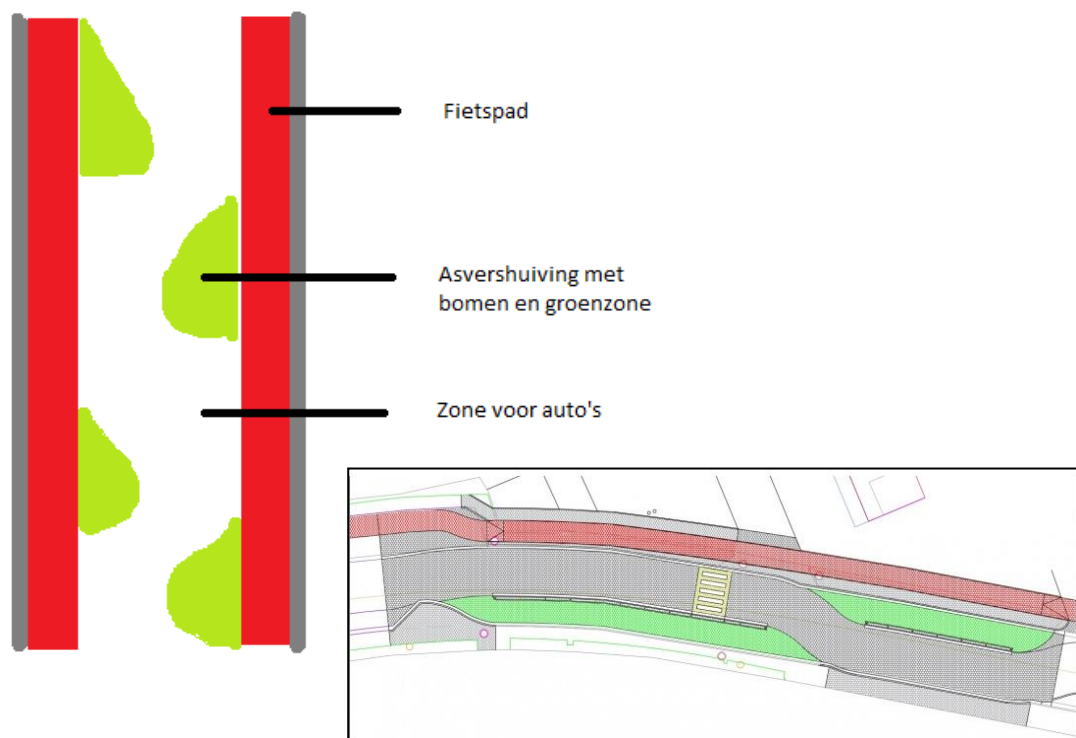 Fietspad
Asvershuiving met
bomen en groenzone
Zone voor auto's